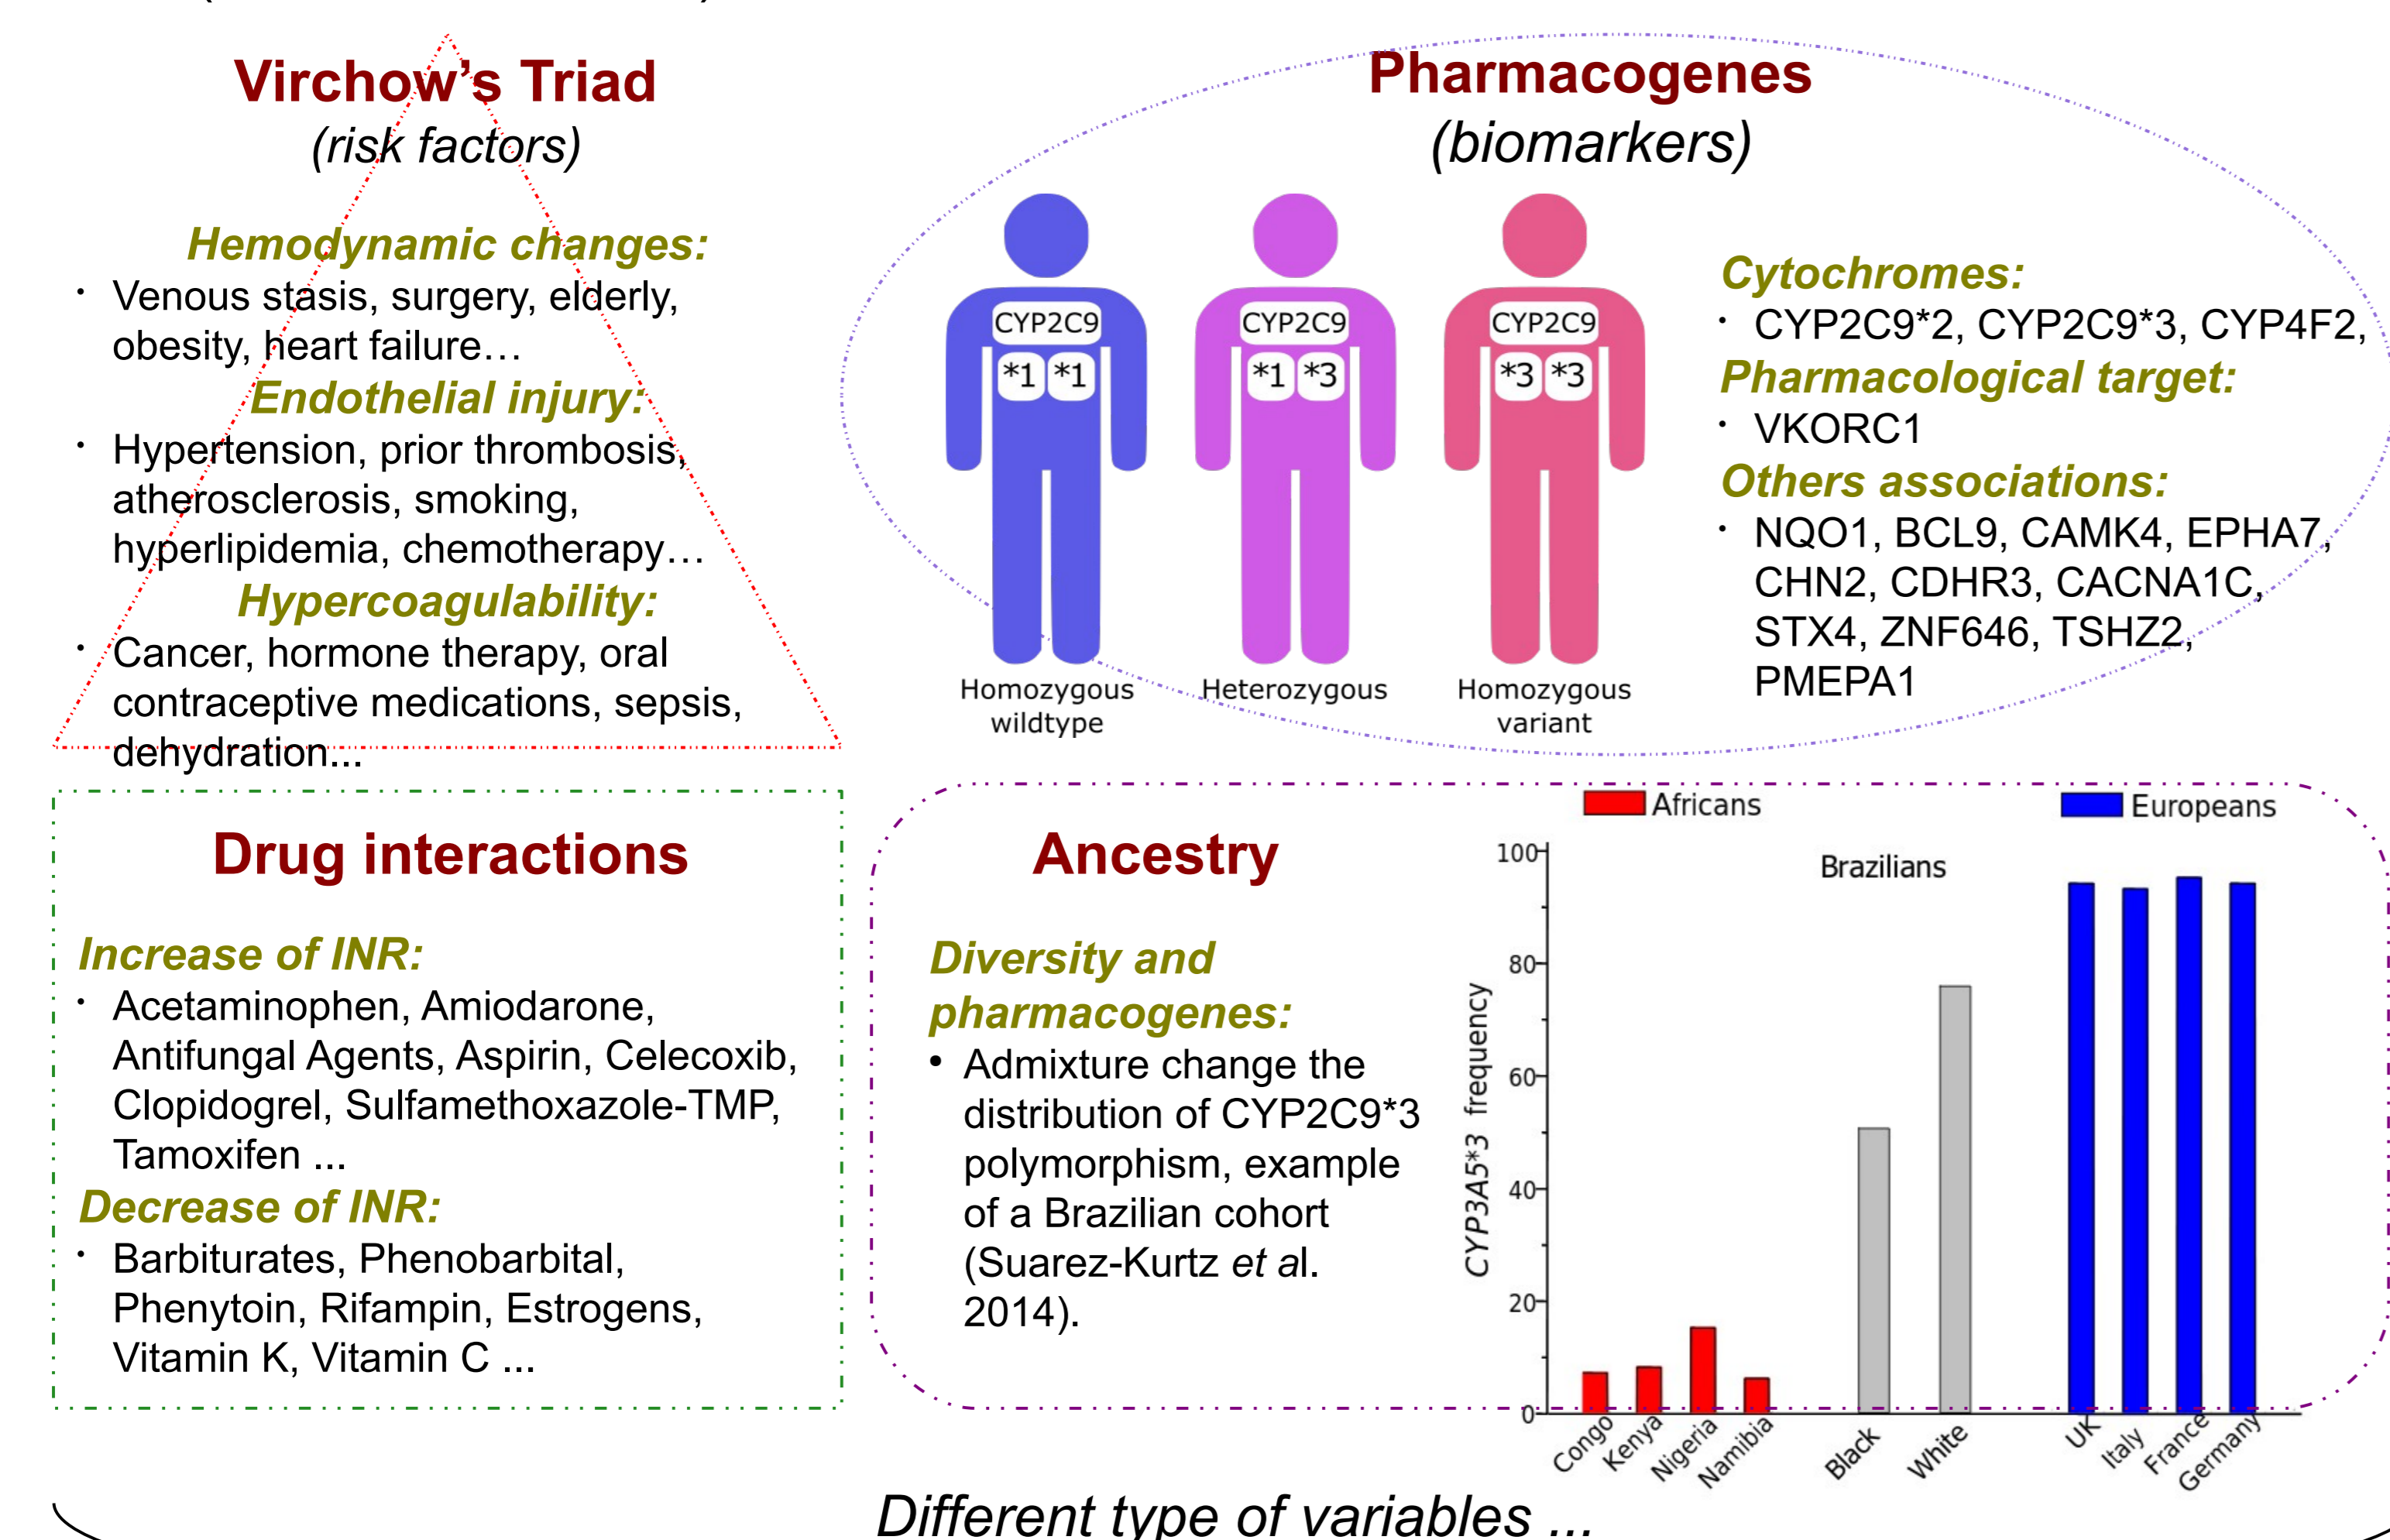 Virchow’s Triad
(risk factors)
Hemodynamic changes:
• Venous stasis, surgery, elderly,
obesity, heart failure…
Endothelial injury:
• Hypertension, prior thrombosis,
atherosclerosis, smoking,
hyperlipidemia, chemotherapy…
Hypercoagulability:
• Cancer, hormone therapy, oral
contraceptive medications, sepsis,
dehydration...
Pharmacogenes
(biomarkers)
CYP2C9
*1 *1
Homozygous
wildtype
CYP2C9
*1 *3
Heterozygous
CYP2C9
*3 *3
Homozygous
variant
Cytochromes:
• CYP2C9*2, CYP2C9*3, CYP4F2,
Pharmacological target:
• VKORC1
Others associations:
• NQO1, BCL9, CAMK4, EPHA7,
CHN2, CDHR3, CACNA1C,
STX4, ZNF646, TSHZ2,
PMEPA1
Drug interactions
Increase of INR:
• Acetaminophen, Amiodarone,
Antifungal Agents, Aspirin, Celecoxib,
Clopidogrel, Sulfamethoxazole-TMP,
Tamoxifen ...
Decrease of INR:
• Barbiturates, Phenobarbital,
Phenytoin, Rifampin, Estrogens,
Vitamin K, Vitamin C ...
Ancestry
Diversity and
pharmacogenes:
• Admixture change the
distribution of CYP2C9*3
polymorphism, example
of a Brazilian cohort
(Suarez-Kurtz et al.
2014).
Africans
Europeans
Brazilians
CYP3A5*3 frequency
100
80
60
40
20
0
Congo
Kenya
Nigeria
Namibia
Black
White
UK
Italy
France
Germany
Different type of variables ...